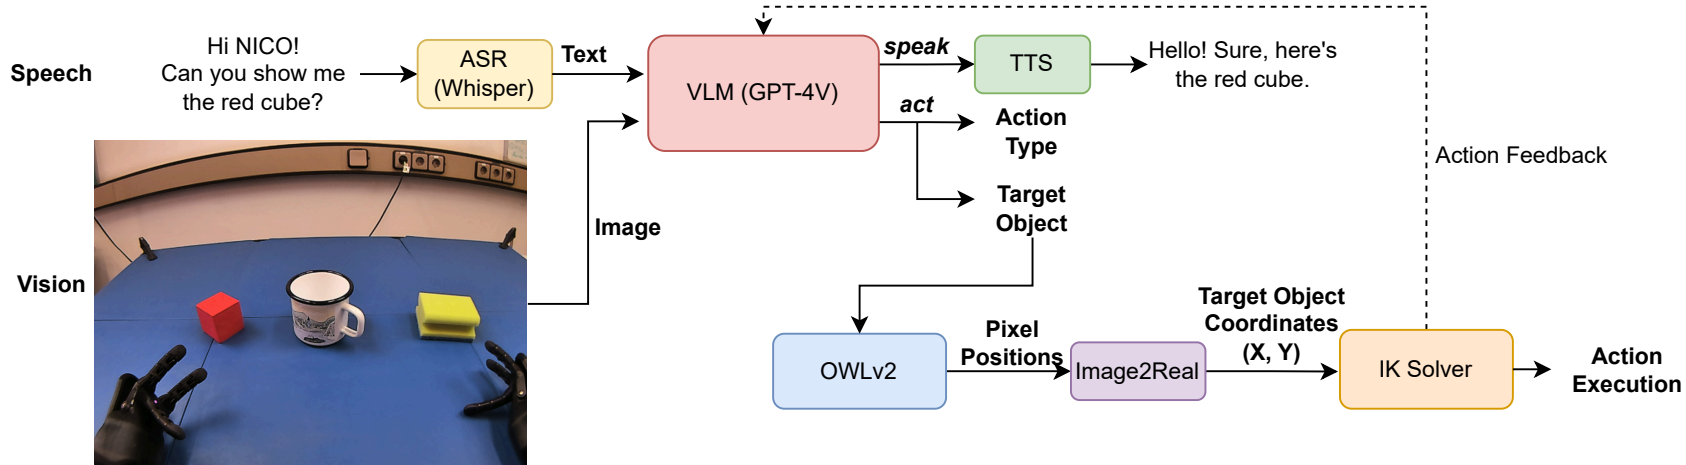 Speech
Hi NICO!
Can you show me
the red cube?
ASR
(Whisper)
Text
VLM (GPT-4V)
speak
TTS
Hello! Sure, here's
the red cube.
act
Action
Type
Target
Object
Action Feedback
Vision
Image
OWLv2
Pixel
Positions
Image2Real
Target Object
Coordinates
(X, Y)
IK Solver
Action
Execution